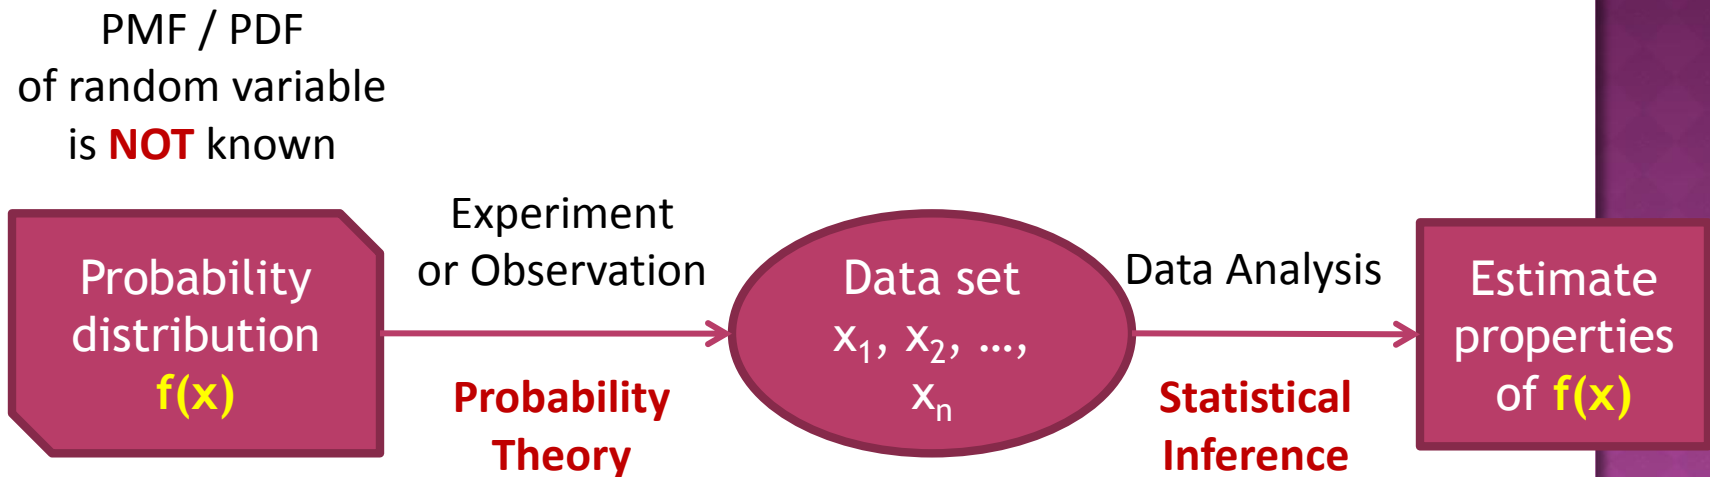 PMF / PDF
of random variable
is NOT known
Probability
distribution
f(x)
Experiment
or Observation
Probability
Theory
Data set
x₁, x₂, …,
xₙ
Data Analysis
Statistical
Inference
Estimate
properties
of f(x)